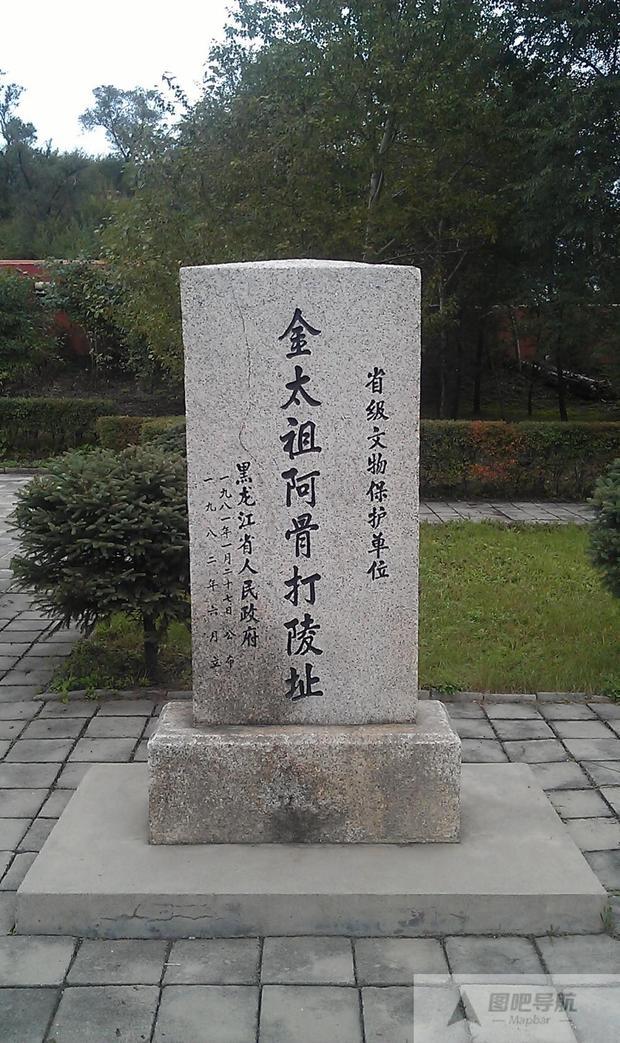 省级文物保护单位
金太祖阿骨打陵址
黑龙江省人民政府
一九八一年一月二十七日公布
一九八二年六月立
图吧导航
Mapbar